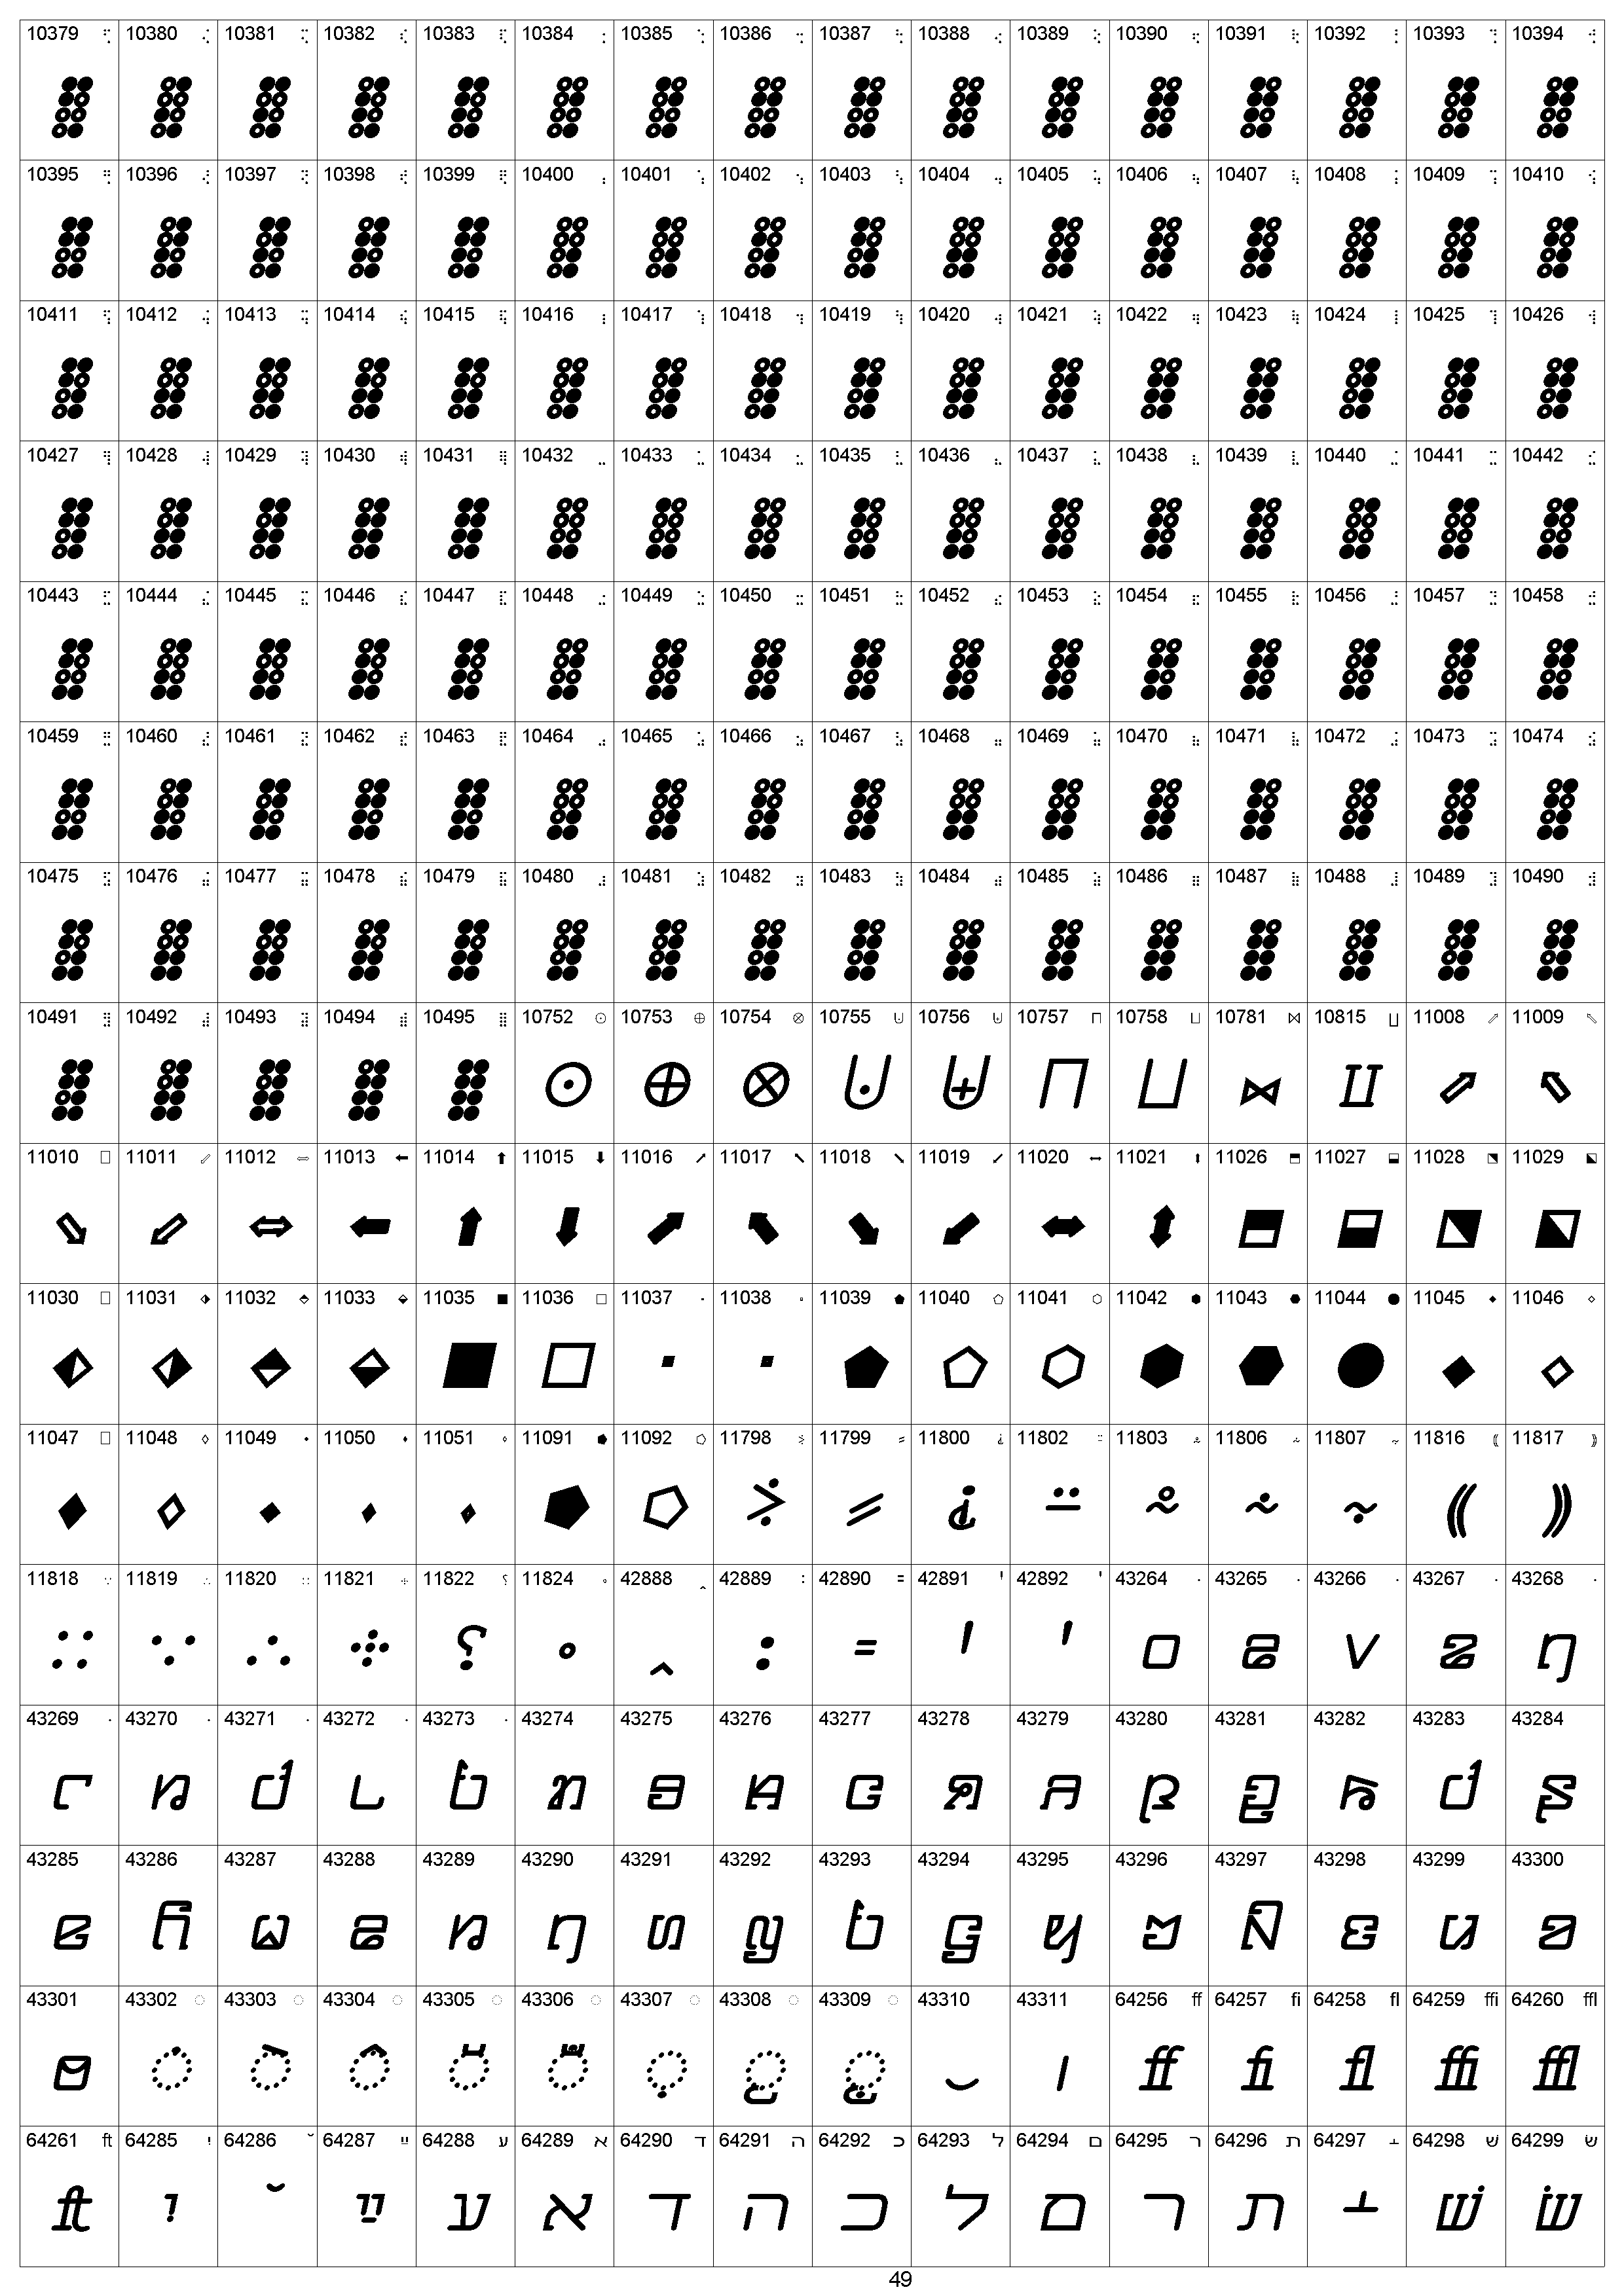 10379 10380 10381 10382 10383 10384 10385 10386 10387 10388 10389 10390 10391 10392 10393 10394
⢋ ⢌ ⢍ ⢎ ⢏ ⢐ ⢑ ⢒ ⢓ ⢔ ⢕ ⢖ ⢗ ⢘ ⢙ ⢚
10395 10396 10397 10398 10399 10400 10401 10402 10403 10404 10405 10406 10407 10408 10409 10410
⢛ ⢜ ⢝ ⢞ ⢟ ⢠ ⢡ ⢢ ⢣ ⢤ ⢥ ⢦ ⢧ ⢨ ⢩ ⢪
10411 10412 10413 10414 10415 10416 10417 10418 10419 10420 10421 10422 10423 10424 10425 10426
⢫ ⢬ ⢭ ⢮ ⢯ ⢰ ⢱ ⢲ ⢳ ⢴ ⢵ ⢶ ⢷ ⢸ ⢹ ⢺
10427 10428 10429 10430 10431 10432 10433 10434 10435 10436 10437 10438 10439 10440 10441 10442
⢻ ⢼ ⢽ ⢾ ⢿ ⣀ ⣁ ⣂ ⣃ ⣄ ⣅ ⣆ ⣇ ⣈ ⣉ ⣊
10443 10444 10445 10446 10447 10448 10449 10450 10451 10452 10453 10454 10455 10456 10457 10458
⣋ ⣌ ⣍ ⣎ ⣏ ⣐ ⣑ ⣒ ⣓ ⣔ ⣕ ⣖ ⣗ ⣘ ⣙ ⣚
10459 10460 10461 10462 10463 10464 10465 10466 10467 10468 10469 10470 10471 10472 10473 10474
⣛ ⣜ ⣝ ⣞ ⣟ ⣠ ⣡ ⣢ ⣣ ⣤ ⣥ ⣦ ⣧ ⣨ ⣩ ⣪
10475 10476 10477 10478 10479 10480 10481 10482 10483 10484 10485 10486 10487 10488 10489 10490
⣫ ⣬ ⣭ ⣮ ⣯ ⣰ ⣱ ⣲ ⣳ ⣴ ⣵ ⣶ ⣷ ⣸ ⣹ ⣺
10491 10492 10493 10494 10495 10752 10753 10754 10755 10756 10757 10758 10781 10815 11008 11009
⣻ ⣼ ⣽ ⣾ ⣿ ⨀ ⨁ ⨂ ⨃ ⨄ ⨅ ⨆ ⨝ ⨿ ⬀ ⬁
11010 11011 11012 11013 11014 11015 11016 11017 11018 11019 11020 11021 11026 11027 11028 11029
⬂ ⬃ ⬄ ⬅ ⬆ ⬇ ⬈ ⬉ ⬊ ⬋ ⬌ ⬍ ⬒ ⬓ ⬔ ⬕
11030 11031 11032 11033 11035 11036 11037 11038 11039 11040 11041 11042 11043 11044 11045 11046
⬖ ⬗ ⬘ ⬙ ⬛ ⬜ ⬝ ⬞ ⬟ ⬠ ⬡ ⬢ ⬣ ⬤ ⬥ ⬦
11047 11048 11049 11050 11051 11091 11092 11798 11799 11800 11802 11803 11806 11807 11816 11817
⬧ ⬨ ⬩ ⬪ ⬫ ⭓ ⭔ ⸖ ⸗ ⸘ ⸚ ⸛ ⸞ ⸟ ⸨ ⸩
11818 11819 11820 11821 11822 11824 42888 42889 42890 42891 42892 43264 43265 43266 43267 43268
⸪ ⸫ ⸬ ⸭ ⸮ ⸰ ꞈ ꞉ ꞊ Ꞌ ꞌ ꤀ ꤁ ꤂ ꤃ ꤄
43269 43270 43271 43272 43273 43274 43275 43276 43277 43278 43279 43280 43281 43282 43283 43284
꤅ ꤆ ꤇ ꤈ ꤉ ꤊ ꤋ ꤌ ꤍ ꤎ ꤏ ꤐ ꤑ ꤒ ꤓ ꤔ
43285 43286 43287 43288 43289 43290 43291 43292 43293 43294 43295 43296 43297 43298 43299 43300
ꤕ ꤖ ꤗ ꤘ ꤙ ꤚ ꤛ ꤜ ꤝ ꤞ ꤟ ꤠ ꤡ ꤢ ꤣ ꤤ
43301 43302 43303 43304 43305 43306 43307 43308 43309 43310 43311 64256 64257 64258 64259 64260
ꤥ ◌ꤦ ◌ꤧ ◌ꤨ ◌ꤩ ◌ꤪ ◌꤫ ◌꤬ ◌꤭ ꤮ ꤯ ff fi fl ffi ffl
64261 64285 64286 64287 64288 64289 64290 64291 64292 64293 64294 64295 64296 64297 64298 64299
ſt יִ ﬞ ײַ ﬠ ﬡ ﬢ ﬣ ﬤ ﬥ ﬦ ﬧ ﬨ ﬩ שׁ שׂ
49